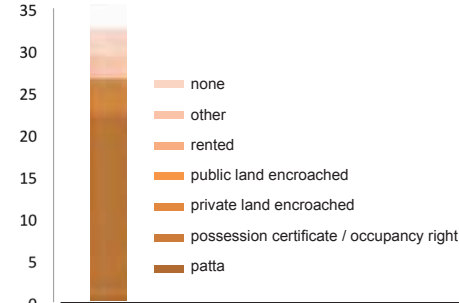 35
30
25
20
15
10
5
0
none
other
rented
public land encroached
private land encroached
possession certificate / occupancy right
patta